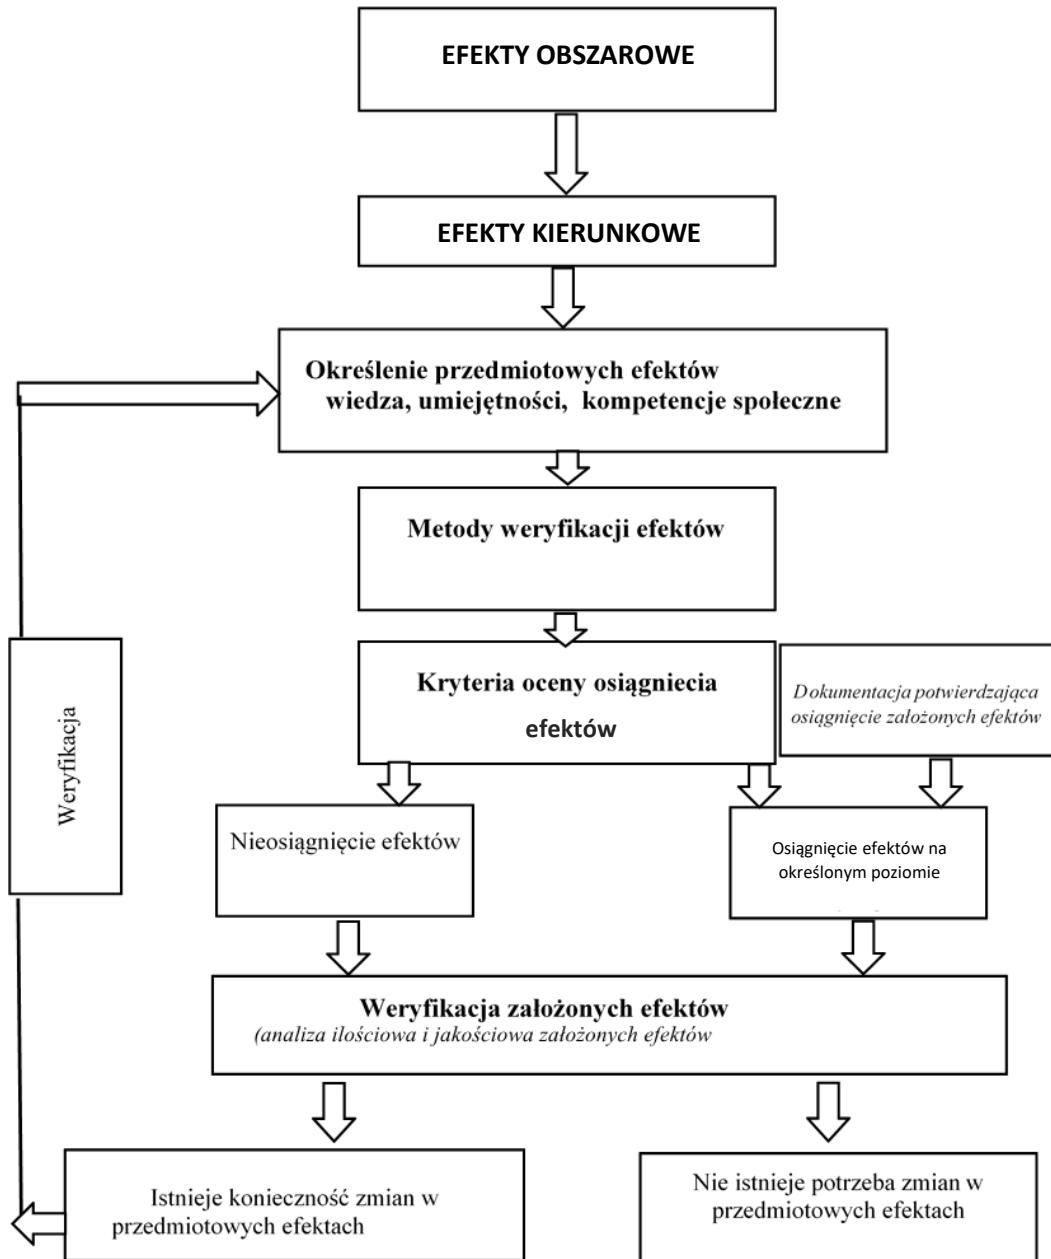 EFEKTY OBSZAROWE
EFEKTY KIERUNKOWE
Określenie przedmiotowych efektów
wiedza, umiejętności, kompetencje społeczne
Metody weryfikacji efektów
Kryteria oceny osiągniecia
efektów
Dokumentacja potwierdzająca
osiągnięcie założonych efektów
Weryfikacja
Nieosiągnięcie efektów
Osiągnięcie efektów na
określonym poziomie
Weryfikacja założonych efektów
(analiza ilościowa i jakościowa założonych efektów
Istnieje konieczność zmian w
przedmiotowych efektach
Nie istnieje potrzeba zmian w
przedmiotowych efektach